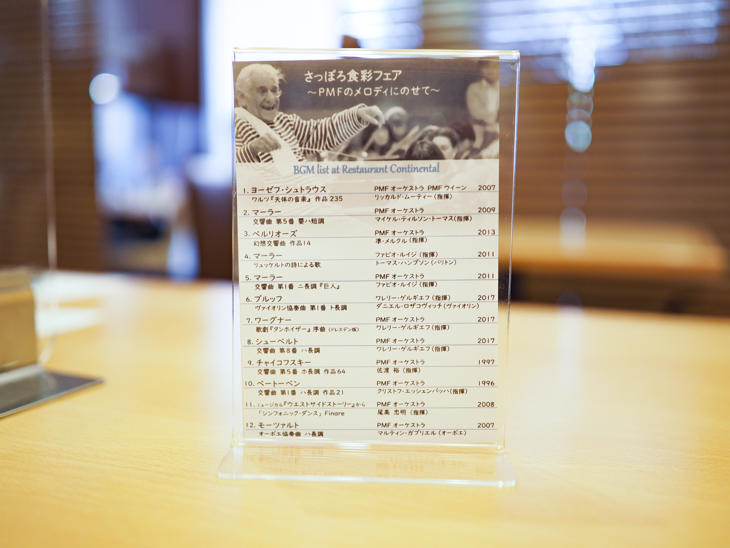 さっぽろ食彩フェア
～PMFのメロディにのせて～
BGM list at Restaurant Continental
1. ヨーゼフ・シュトラウス PMF オーケストラ PMF ウイーン 2007
ワルツ『天体の音楽』 作品 235 リッカルド・ムーティー (指揮)
2. マーラー PMF オーケストラ 2009
交響曲 第5番 嬰ハ短調 マイケル・ティルソン・トーマス(指揮)
3. ベルリオーズ PMF オーケストラ 2013
幻想交響曲 作品14 準・メルクル (指揮)
4. マーラー ファビオ・ルイジ (指揮) 2011
リュッケルトの詩による歌 トーマス・ハンプソン (バリトン)
5. マーラー PMF オーケストラ 2011
交響曲 第1番 ニ長調『巨人』 ファビオ・ルイジ (指揮)
6. ブルッフ ワレリー・ゲルギエフ (指揮) 2017
ヴァイオリン協奏曲 第1番 ト長調 ダニエル・ロザコヴィッチ (ヴァイオリン)
7. ワーグナー PMF オーケストラ 2017
歌劇『タンホイザー』序曲 (ドレスデン版) ワレリー・ゲルギエフ (指揮)
8. シューベルト PMF オーケストラ 2017
交響曲 第8番 ハ長調 ワレリー・ゲルギエフ (指揮)
9. チャイコフスキー PMF オーケストラ 1997
交響曲 第5番 ホ長調 作品64 佐渡 裕 (指揮)
10. ベートーベン PMF オーケストラ 1996
交響曲 第1番 ハ長調 作品21 クリストフ・エッシェンバッハ(指揮)
11. ミュージカル『ウエストサイドストーリー』から PMF オーケストラ 2008
「シンフォニック・ダンス」 Finare 尾高 忠明 (指揮)
12. モーツァルト PMF オーケストラ 2007
オーボエ協奏曲 ハ長調 マルティン・ガブリエル (オーボエ)